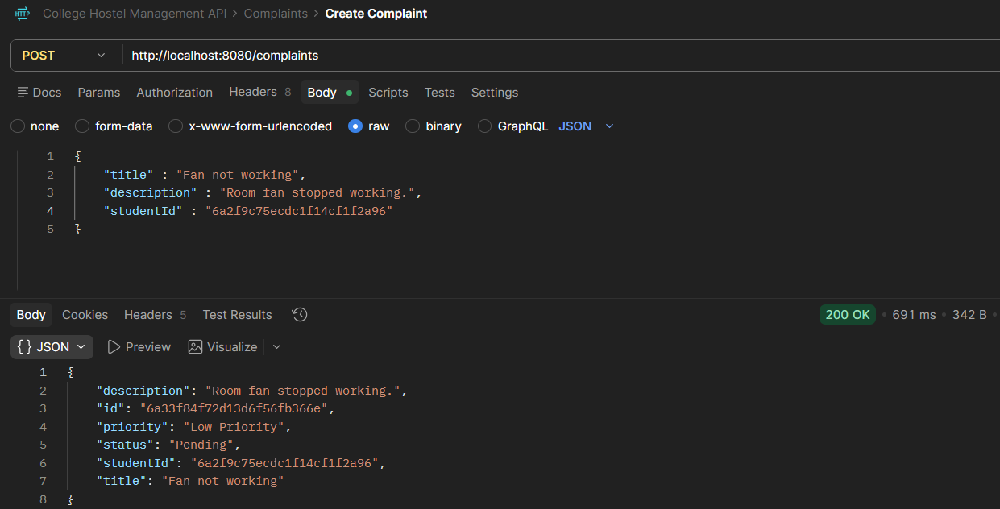 HTTP College Hostel Management API > Complaints > Create Complaint
POST http://localhost:8080/complaints
Docs Params Authorization Headers 8 Body Scripts Tests Settings
none form-data x-www-form-urlencoded raw binary GraphQL JSON
1 {
2 "title" : "Fan not working",
3 "description" : "Room fan stopped working.",
4 "studentId" : "6a2f9c75ecdc1f14cf1f2a96"
5 }
Body Cookies Headers 5 Test Results 200 OK • 691 ms • 342 B •
{} JSON Preview Visualize
1 {
2 "description": "Room fan stopped working.",
3 "id": "6a33f84f72d13d6f56fb366e",
4 "priority": "Low Priority",
5 "status": "Pending",
6 "studentId": "6a2f9c75ecdc1f14cf1f2a96",
7 "title": "Fan not working"
8 }